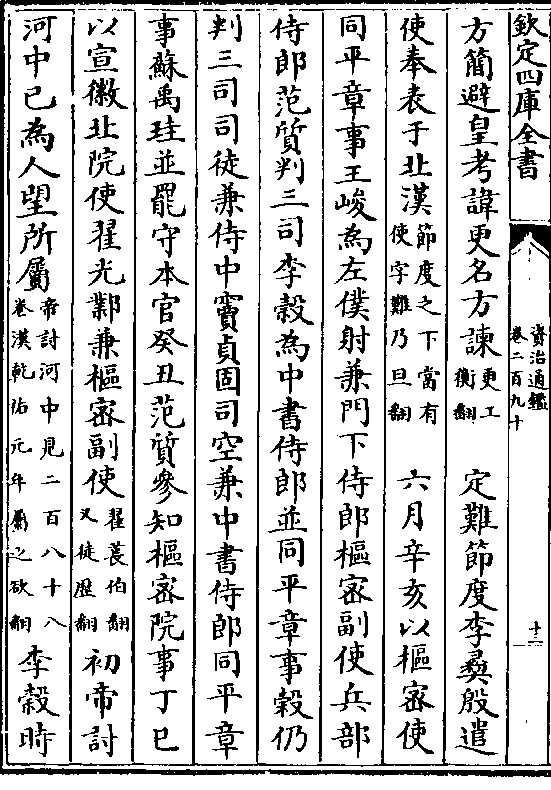 欽定四庫全書
資治通鑑
卷二百九十
十二
方簡避皇考諱更名方諫更工衡翻 定難節度李彞殷遣
使奉表于北漢節度之下當有使字難乃旦翻 六月辛亥以樞密使
同平章事王峻為左僕射兼門下侍郎樞密副使兵部
侍郎范質判三司李穀為中書侍郎並同平章事穀仍
判三司司徒兼侍中竇貞固司空兼中書侍郎同平章
事蘇禹珪並罷守本官癸丑范質參知樞密院事丁巳
以宣徽北院使翟光鄴兼樞密副使翟萇伯翻又徒歷翻 初帝討
河中已為人望所屬帝討河中見二百八十八卷漢乾祐元年屬之欲翻 李穀時